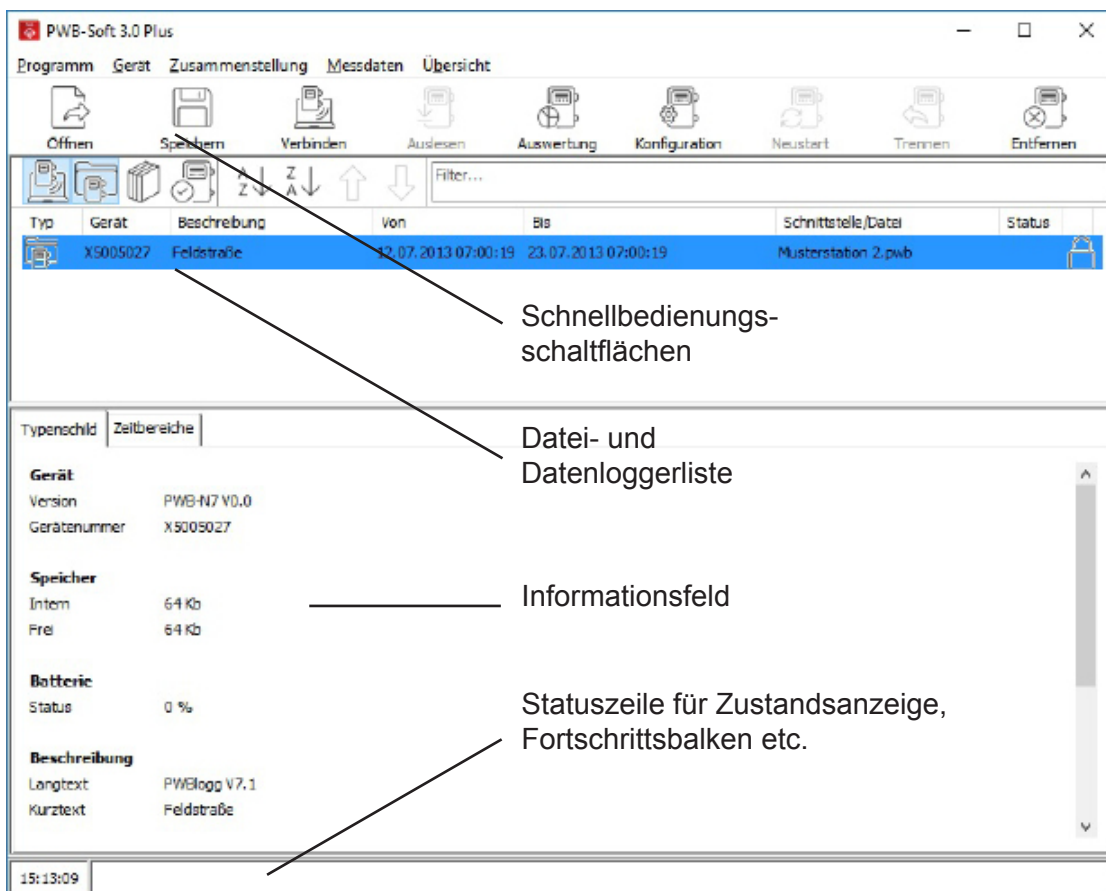 PWB-Soft 3.0 Plus
Programm Gerät Zusammenstellung Messdaten Übersicht
Öffnen Speichern Verbinden Auslesen Auswertung Konfiguration Neustart Trennen Entfernen
Filter...
Typ Gerät Beschreibung Von Bis Schnittstelle/Datei Status
XS005027 Feldstraße 12.07.2013 07:00:19 23.07.2013 07:00:19 Musterstation 2.pwb
Schnellbedienungs-
schaltflächen
Typenschild Zeitbereiche
Datei- und
Datenloggerliste
Gerät
Version PWB-N7 V0.0
Gerätenummer XS005027
Speicher
Intern 64 Kb
Frei 64 Kb
Informationsfeld
Batterie
Status 0 %
Statuszeile für Zustandsanzeige,
Fortschrittsbalken etc.
Beschreibung
Langtext PWBlogg V7.1
Kurztext Feldstraße
15:13:09